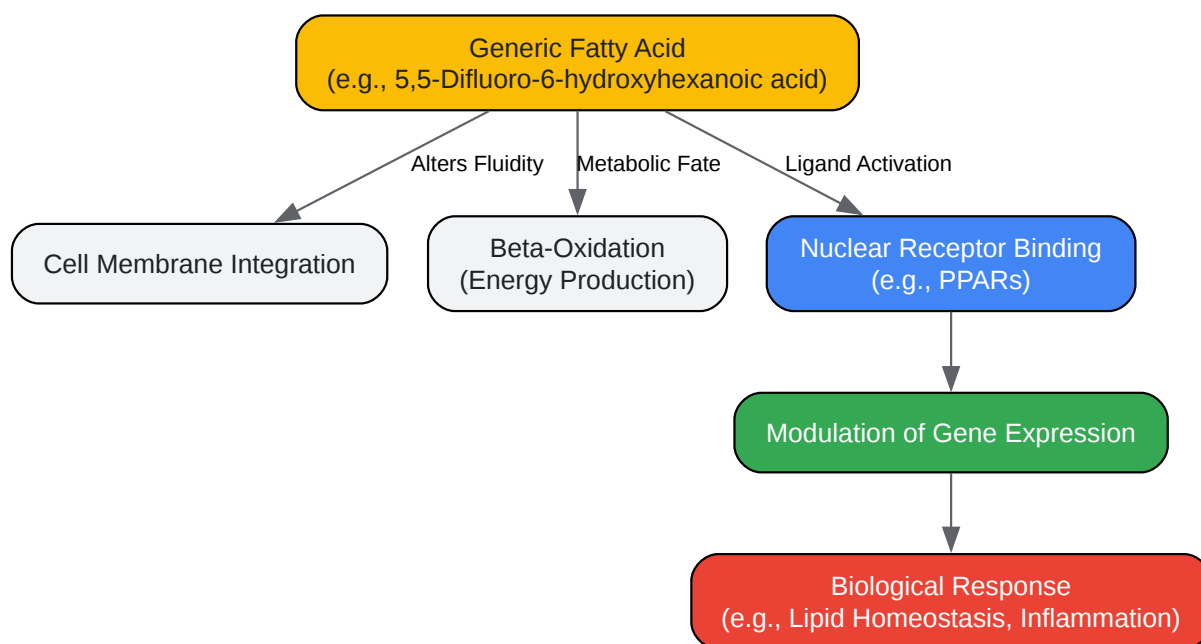 Generic Fatty Acid
(e.g., 5,5-Difluoro-6-hydroxyhexanoic acid)
Alters Fluidity
Metabolic Fate
Ligand Activation
Cell Membrane Integration
Beta-Oxidation
(Energy Production)
Nuclear Receptor Binding
(e.g., PPARs)
Modulation of Gene Expression
Biological Response
(e.g., Lipid Homeostasis, Inflammation)